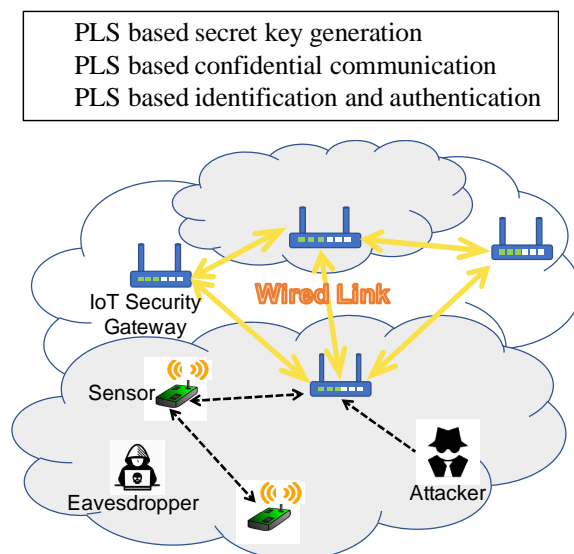 PLS based secret key generation
PLS based confidential communication
PLS based identification and authentication
Wired Link
IoT Security
Gateway
Sensor
Eavesdropper
Attacker